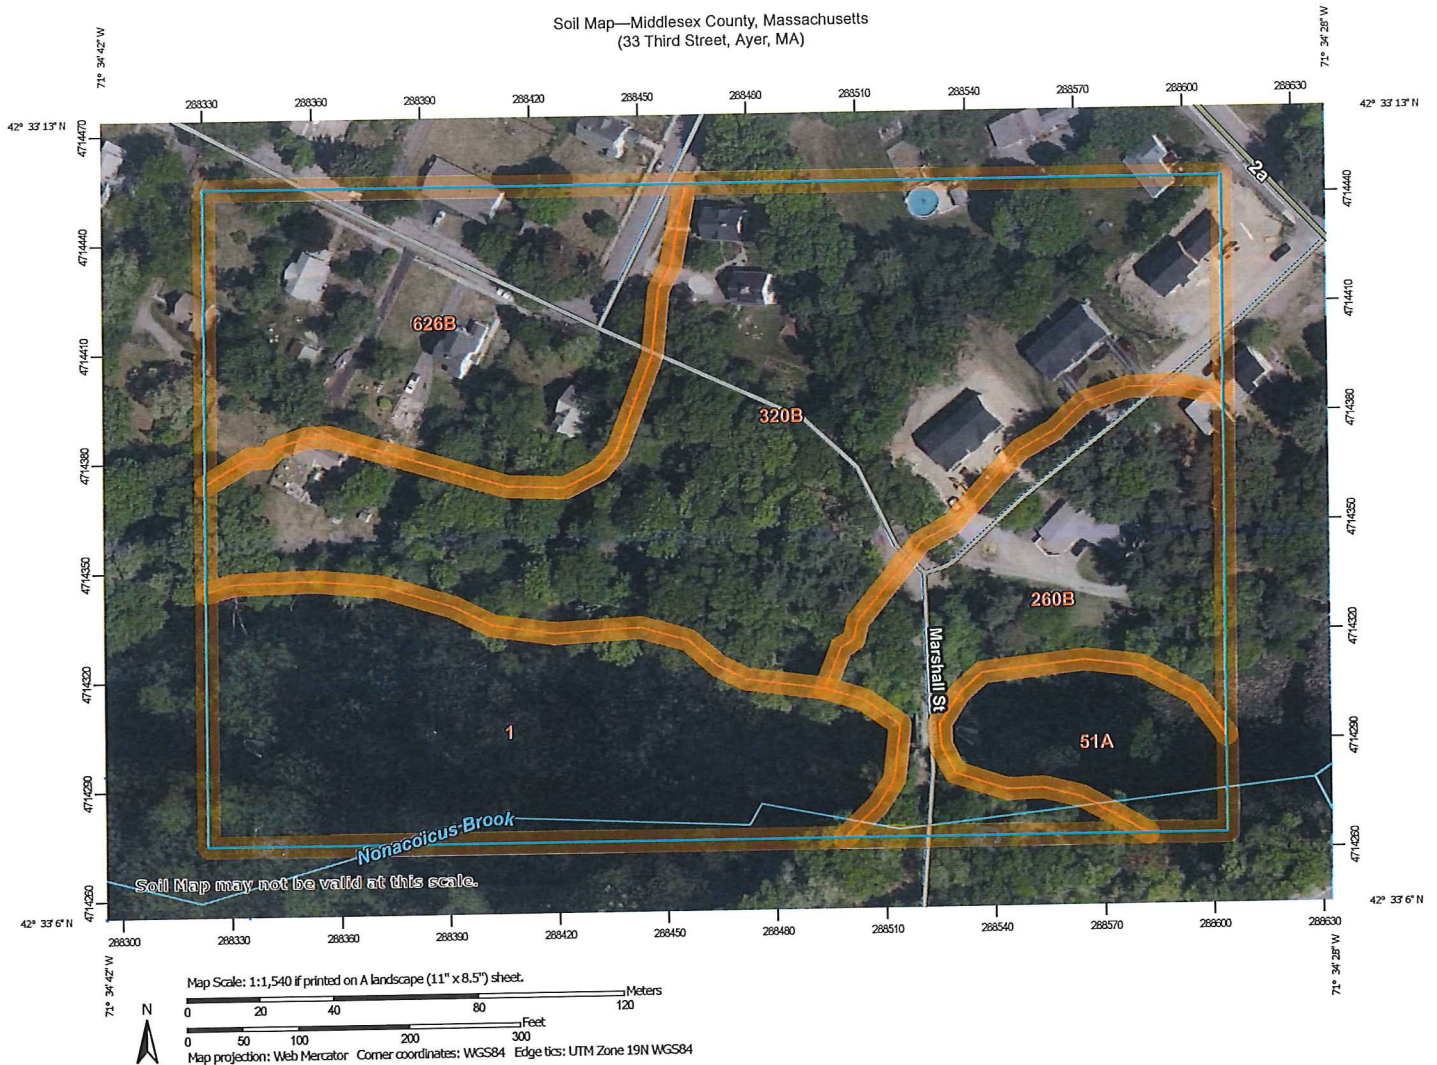 Soil Map—Middlesex County, Massachusetts
(33 Third Street, Ayer, MA)
71° 34' 42'' W
71° 34' 28'' W
288330 288360 288390 288420 288450 288480 288510 288540 288570 288600 288630
42° 33' 13'' N
42° 33' 13'' N
4714470
4714440
4714410
4714380
4714350
4714320
4714290
4714260
4714440
4714410
4714380
4714350
4714320
4714290
4714260
2a
626B
320B
260B
Marshall St
1
51A
Nonacoicus Brook
Soil Map may not be valid at this scale.
42° 33' 6'' N
42° 33' 6'' N
288300 288330 288360 288390 288420 288450 288480 288510 288540 288570 288600 288630
71° 34' 42'' W
71° 34' 28'' W
Map Scale: 1:1,540 if printed on A landscape (11" x 8.5") sheet.
Meters
0 20 40 80 120
N
Feet
0 50 100 200 300
Map projection: Web Mercator Corner coordinates: WGS84 Edge tics: UTM Zone 19N WGS84